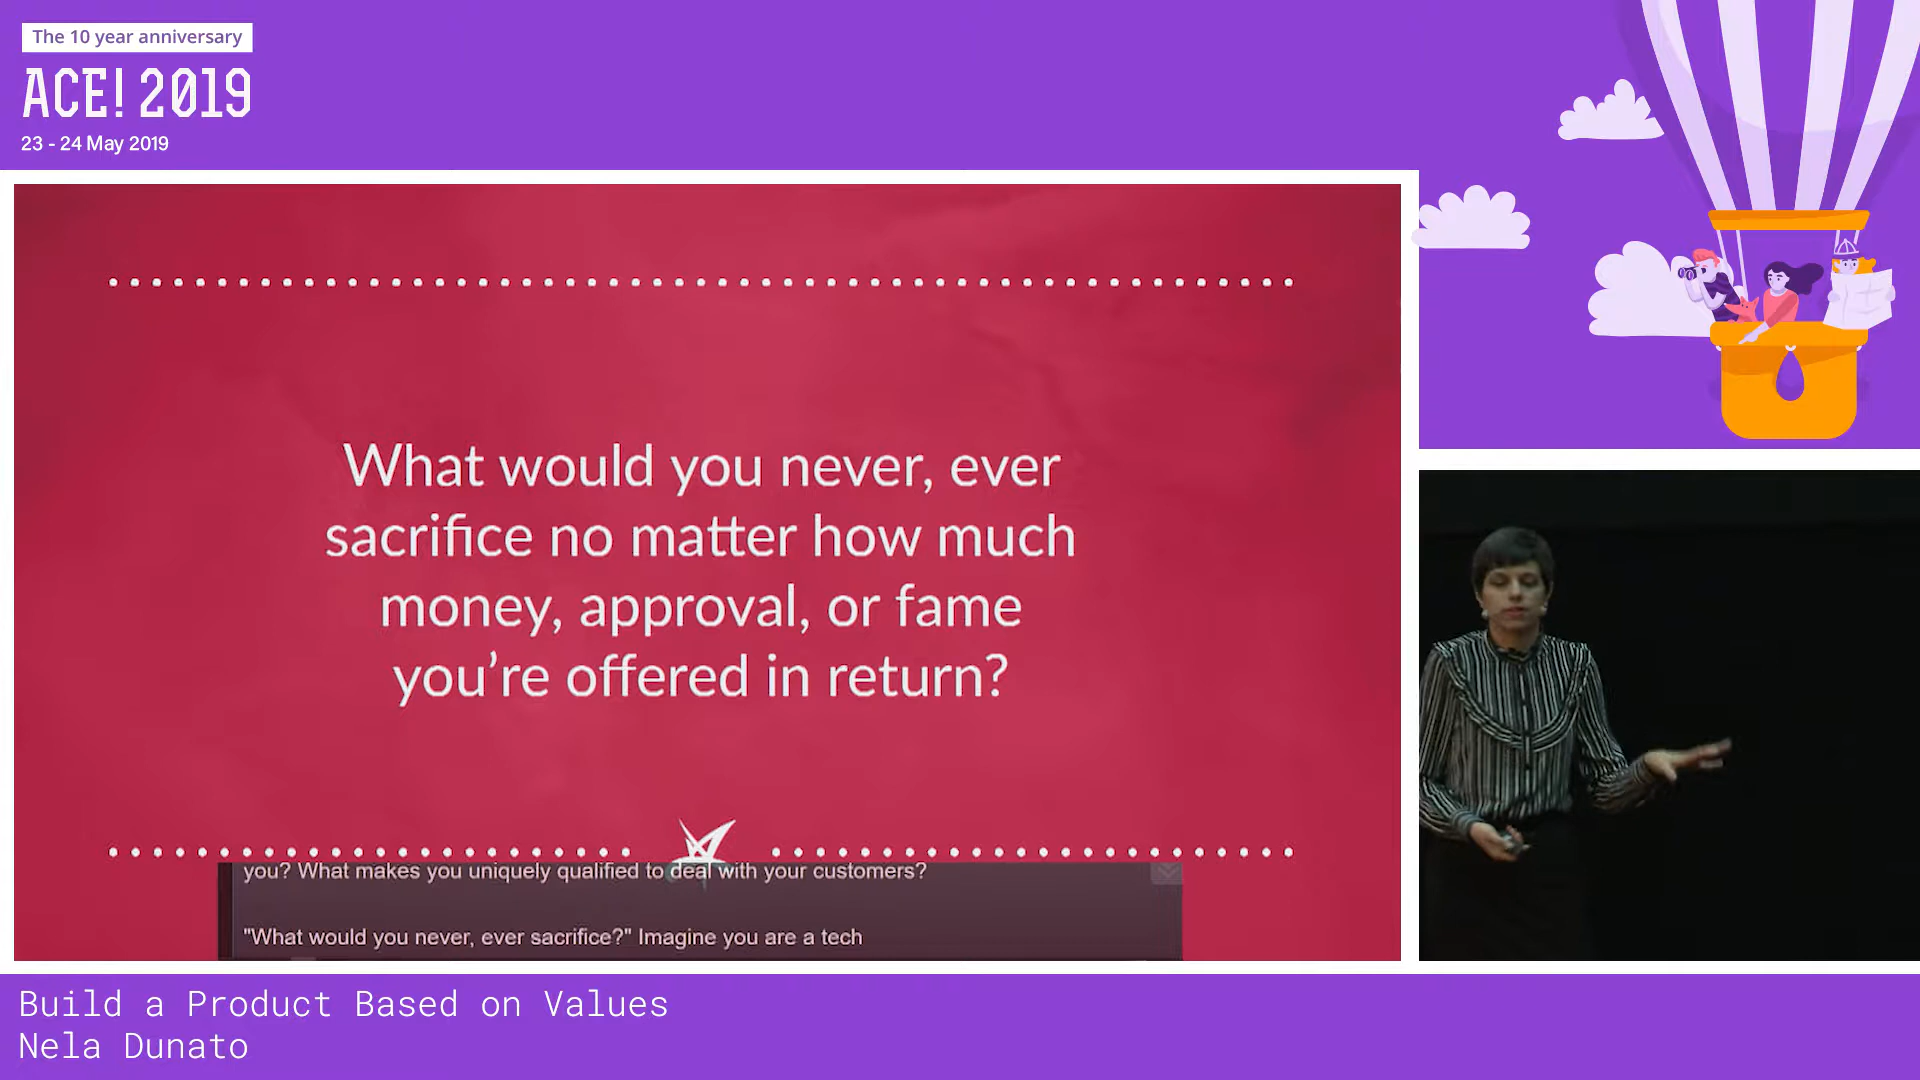 The 10 year anniversary
ACE! 2019
23 - 24 May 2019
What would you never, ever
sacrifice no matter how much
money, approval, or fame
you’re offered in return?
you? What makes you uniquely qualified to deal with your customers?
"What would you never, ever sacrifice?" Imagine you are a tech
Build a Product Based on Values
Nela Dunato